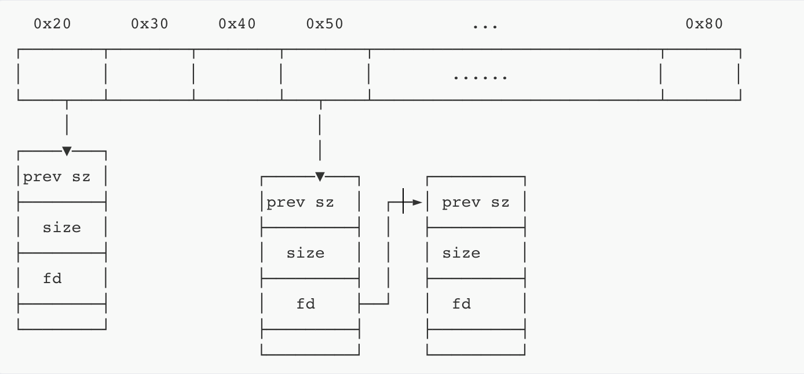 0x20 0x30 0x40 0x50 ... 0x80
......
prev sz
size
fd
prev sz
size
fd
prev sz
size
fd